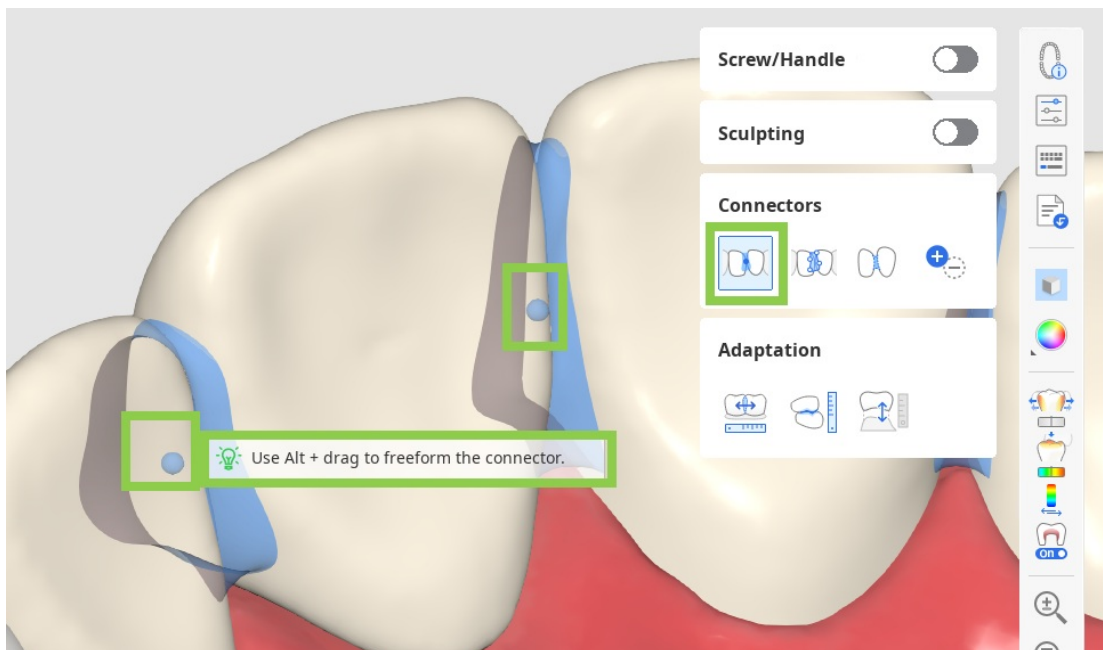 Screw/Handle
Sculpting
Connectors
Adaptation
Use Alt + drag to freeform the connector.
On